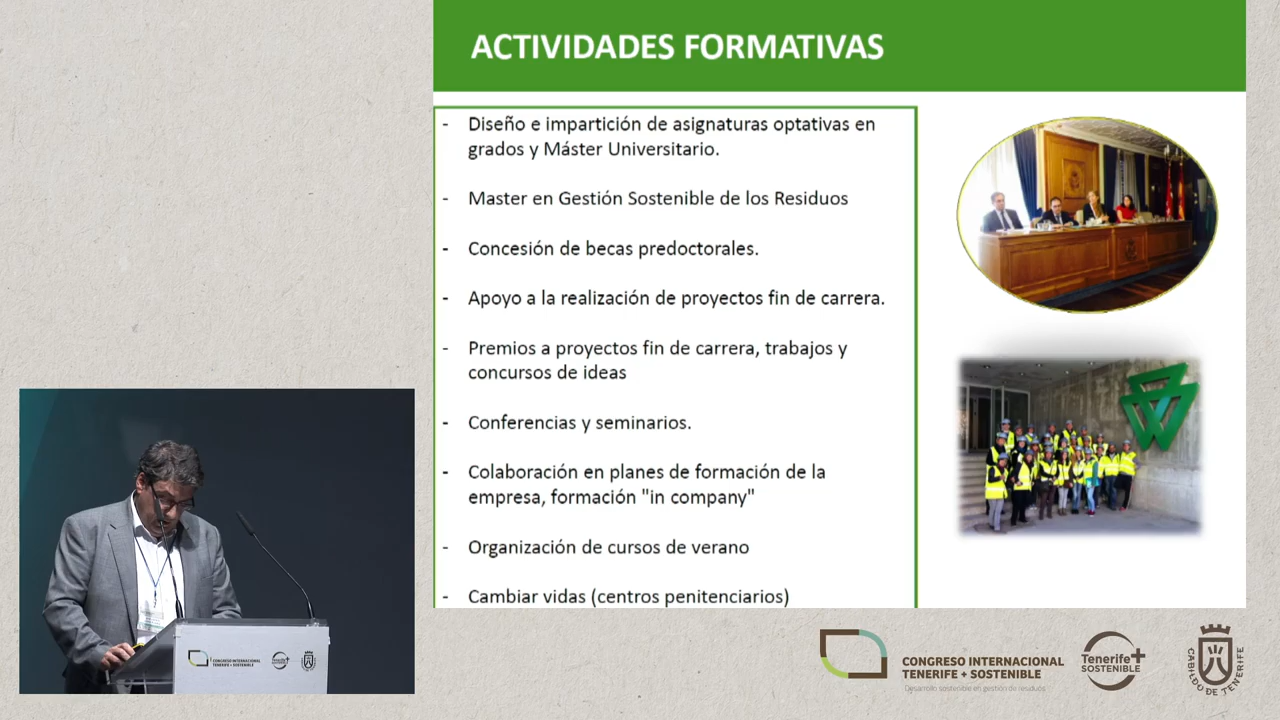 ACTIVIDADES FORMATIVAS
- Diseño e impartición de asignaturas optativas en
grados y Máster Universitario.
- Master en Gestión Sostenible de los Residuos
- Concesión de becas predoctorales.
- Apoyo a la realización de proyectos fin de carrera.
- Premios a proyectos fin de carrera, trabajos y
concursos de ideas
- Conferencias y seminarios.
- Colaboración en planes de formación de la
empresa, formación "in company"
- Organización de cursos de verano
- Cambiar vidas (centros penitenciarios)
CONGRESO INTERNACIONAL
TENERIFE + SOSTENIBLE
CONGRESO INTERNACIONAL
TENERIFE + SOSTENIBLE
Desarrollo sostenible en gestión de residuos
Tenerife+
SOSTENIBLE
CABILDO DE TENERIFE